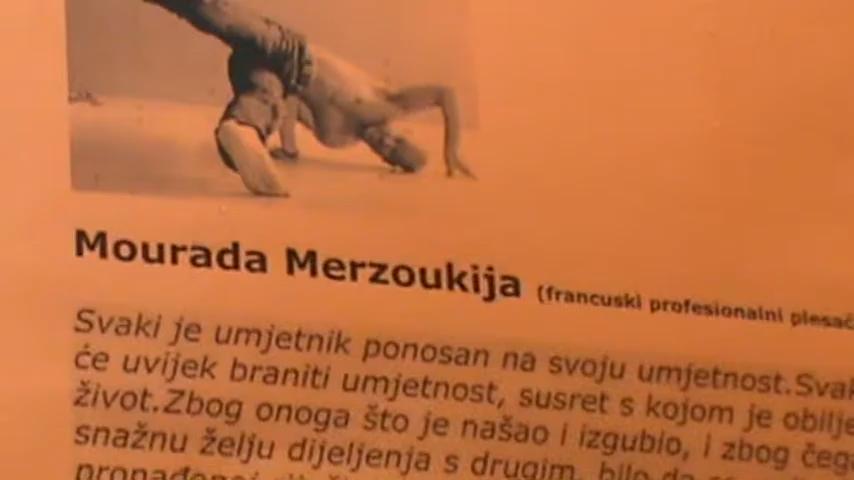 Mourada Merzoukija (francuski profesionalni plesač
Svaki je umjetnik ponosan na svoju umjetnost.Svak
će uvijek braniti umjetnost, susret s kojom je obilje
život.Zbog onoga što je našao i izgubio, i zbog čega
snažnu želju dijeljenja s drugim, bilo da